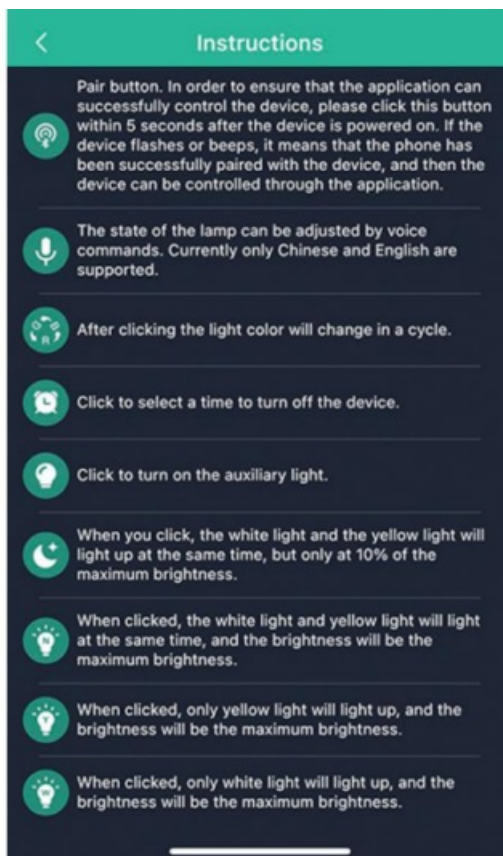 Instructions
Pair button. In order to ensure that the application can
successfully control the device, please click this button
within 5 seconds after the device is powered on. If the
device flashes or beeps, it means that the phone has
been successfully paired with the device, and then the
device can be controlled through the application.
The state of the lamp can be adjusted by voice
commands. Currently only Chinese and English are
supported.
G B
R
After clicking the light color will change in a cycle.
Click to select a time to turn off the device.
Click to turn on the auxiliary light.
When you click, the white light and the yellow light will
light up at the same time, but only at 10% of the
maximum brightness.
N
When clicked, the white light and yellow light will light
at the same time, and the brightness will be the
maximum brightness.
Y
When clicked, only yellow light will light up, and the
brightness will be the maximum brightness.
W
When clicked, only white light will light up, and the
brightness will be the maximum brightness.